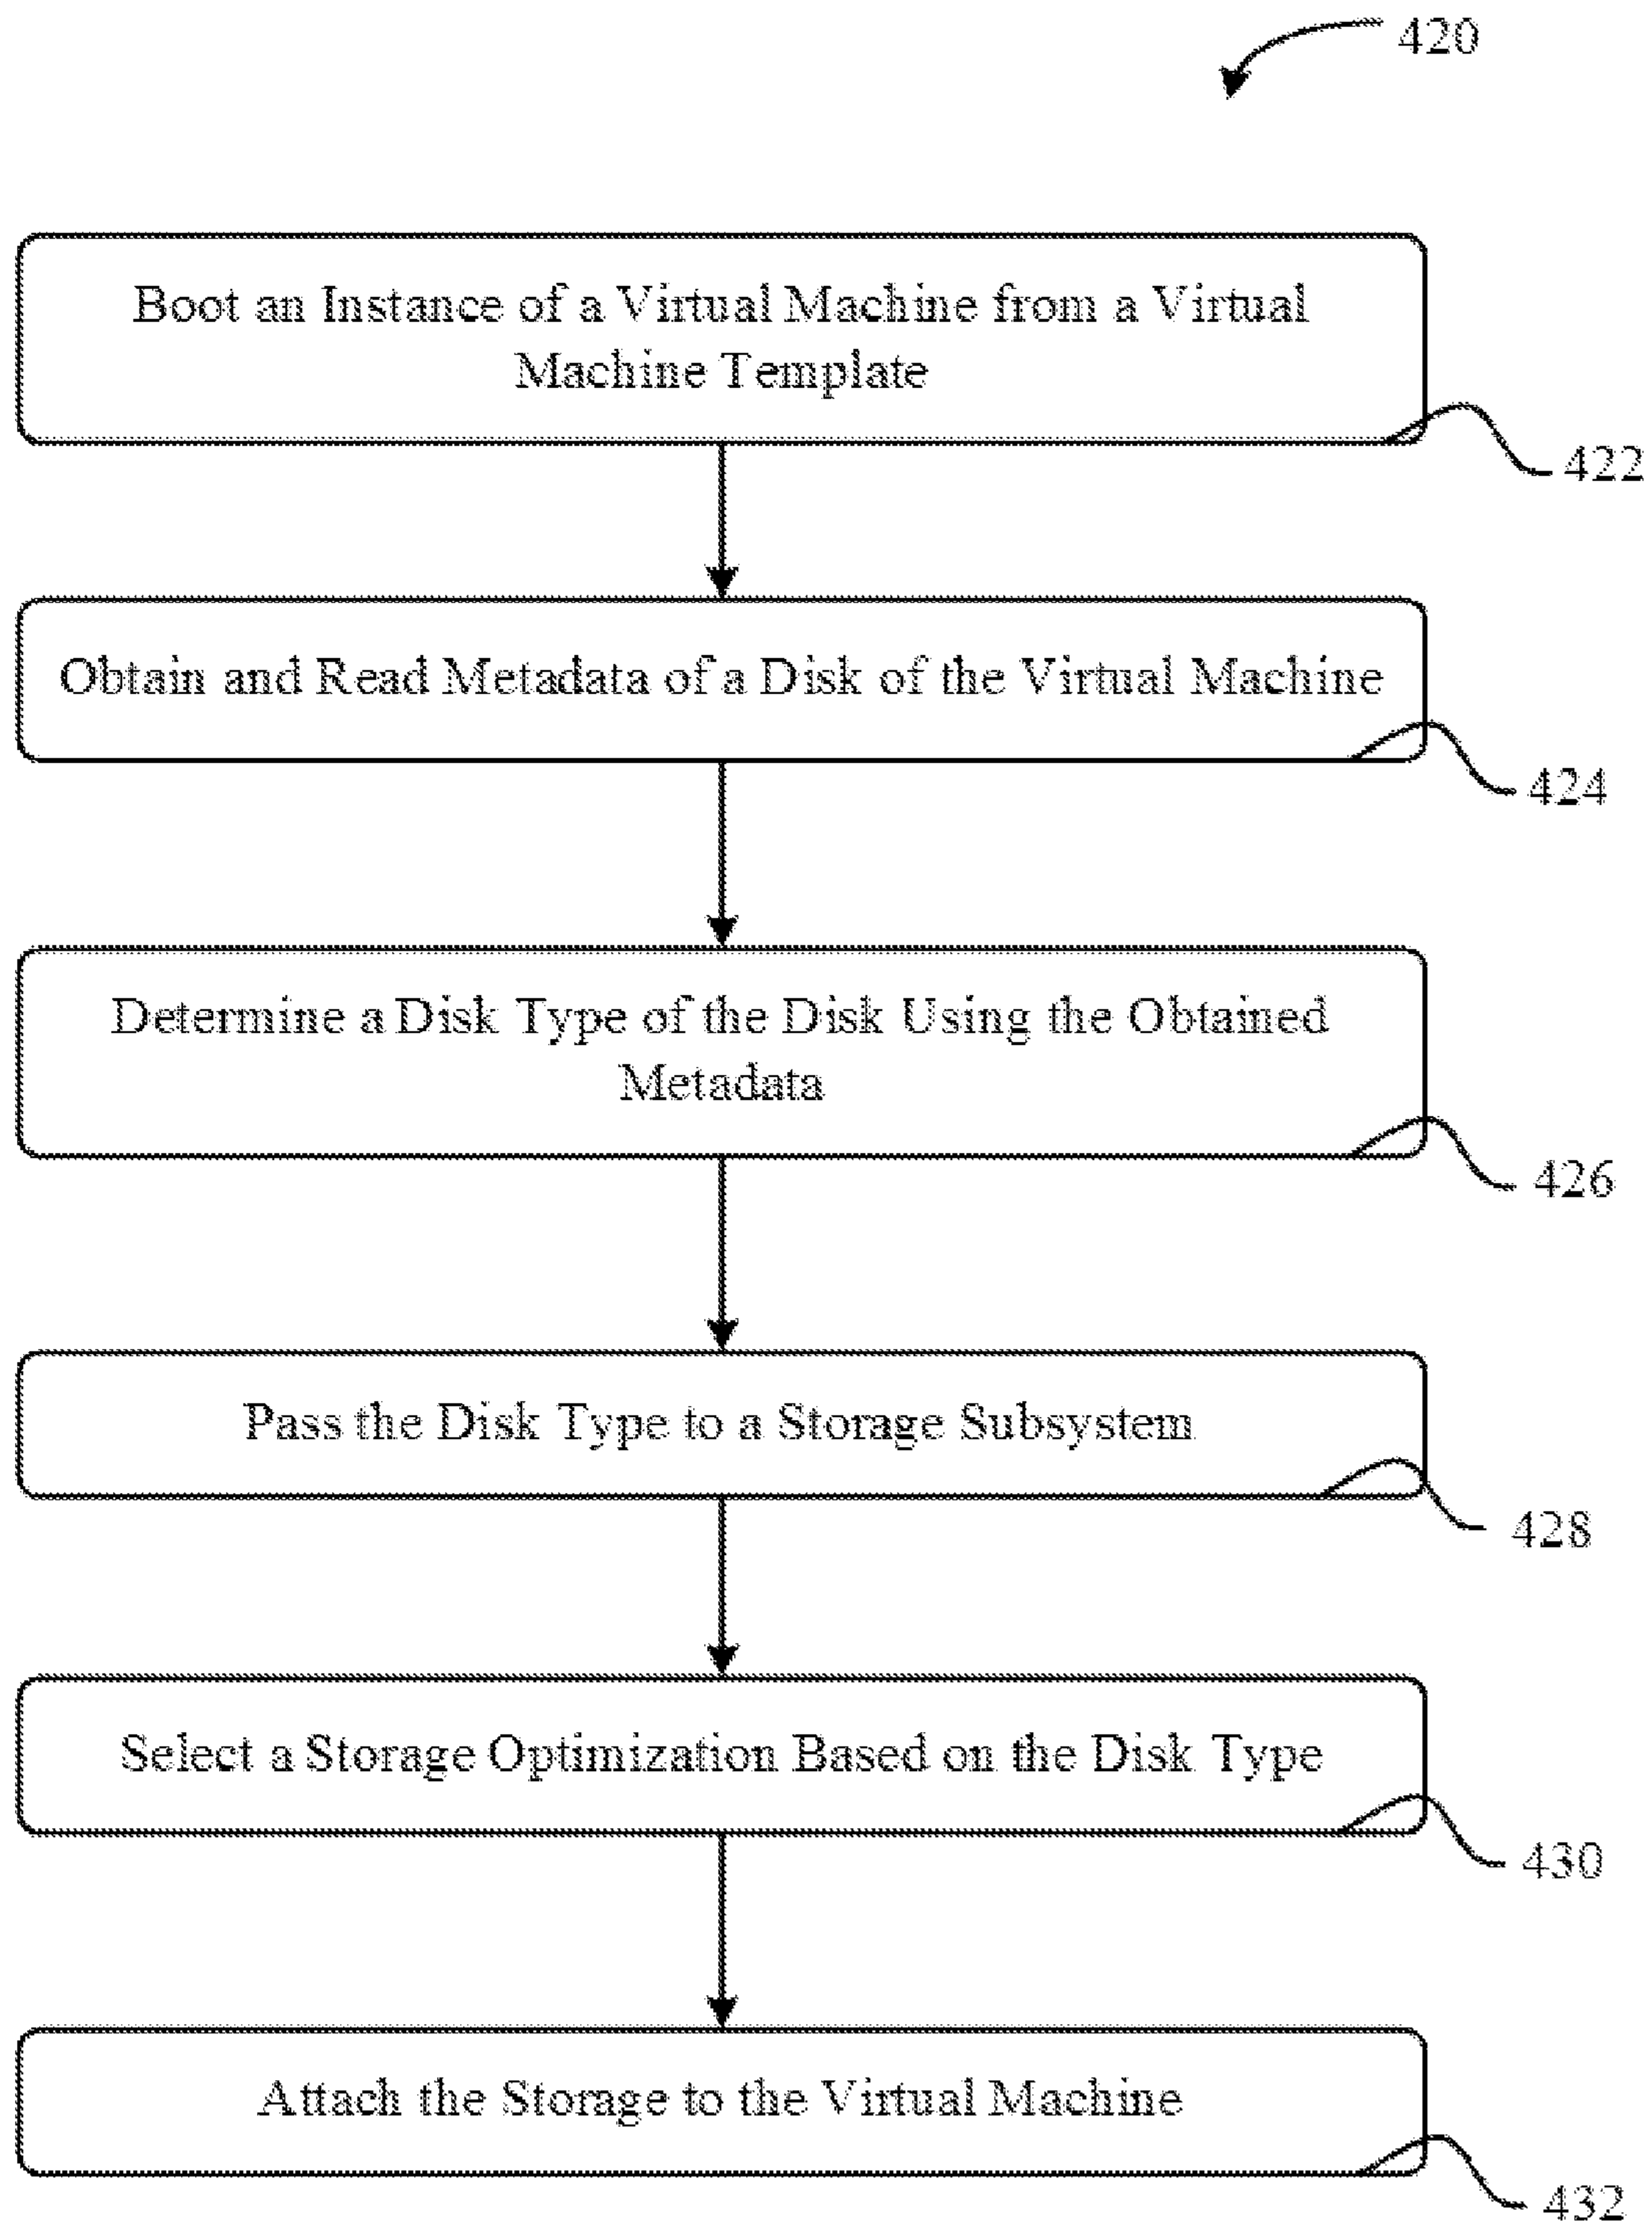 420
Boot an Instance of a Virtual Machine from a Virtual
Machine Template
422
Obtain and Read Metadata of a Disk of the Virtual Machine
424
Determine a Disk Type of the Disk Using the Obtained
Metadata
426
Pass the Disk Type to a Storage Subsystem
428
Select a Storage Optimization Based on the Disk Type
430
Attach the Storage to the Virtual Machine
432